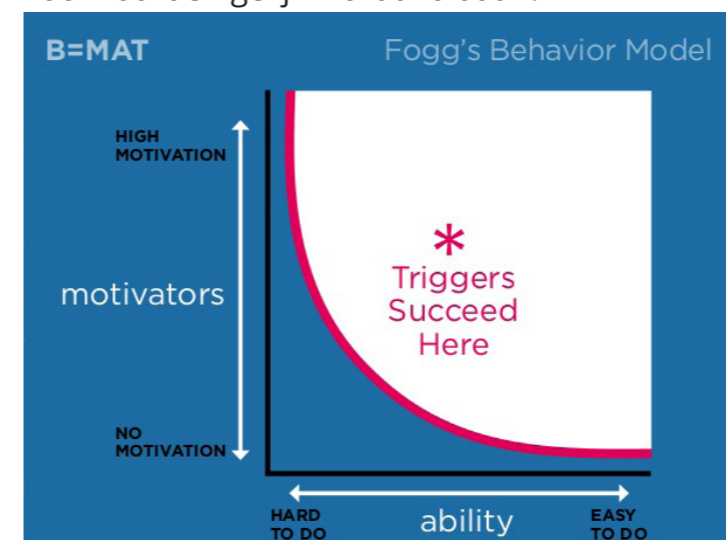 B=MAT
Fogg's Behavior Model
HIGH
MOTIVATION
motivators
*
Triggers
Succeed
Here
NO
MOTIVATION
HARD
TO DO
ability
EASY
TO DO